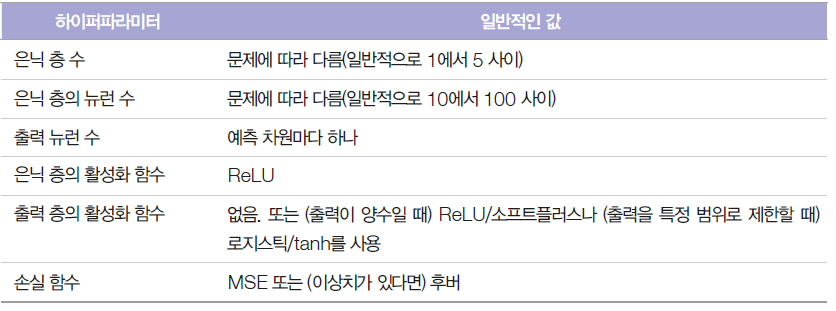 하이퍼파라미터 일반적인 값
은닉 층 수 문제에 따라 다름(일반적으로 1에서 5 사이)
은닉 층의 뉴런 수 문제에 따라 다름(일반적으로 10에서 100 사이)
출력 뉴런 수 예측 차원마다 하나
은닉 층의 활성화 함수 ReLU
출력 층의 활성화 함수 없음. 또는 (출력이 양수일 때) ReLU/소프트플러스나 (출력을 특정 범위로 제한할 때)
로지스틱/tanh를 사용
손실 함수 MSE 또는 (이상치가 있다면) 후버